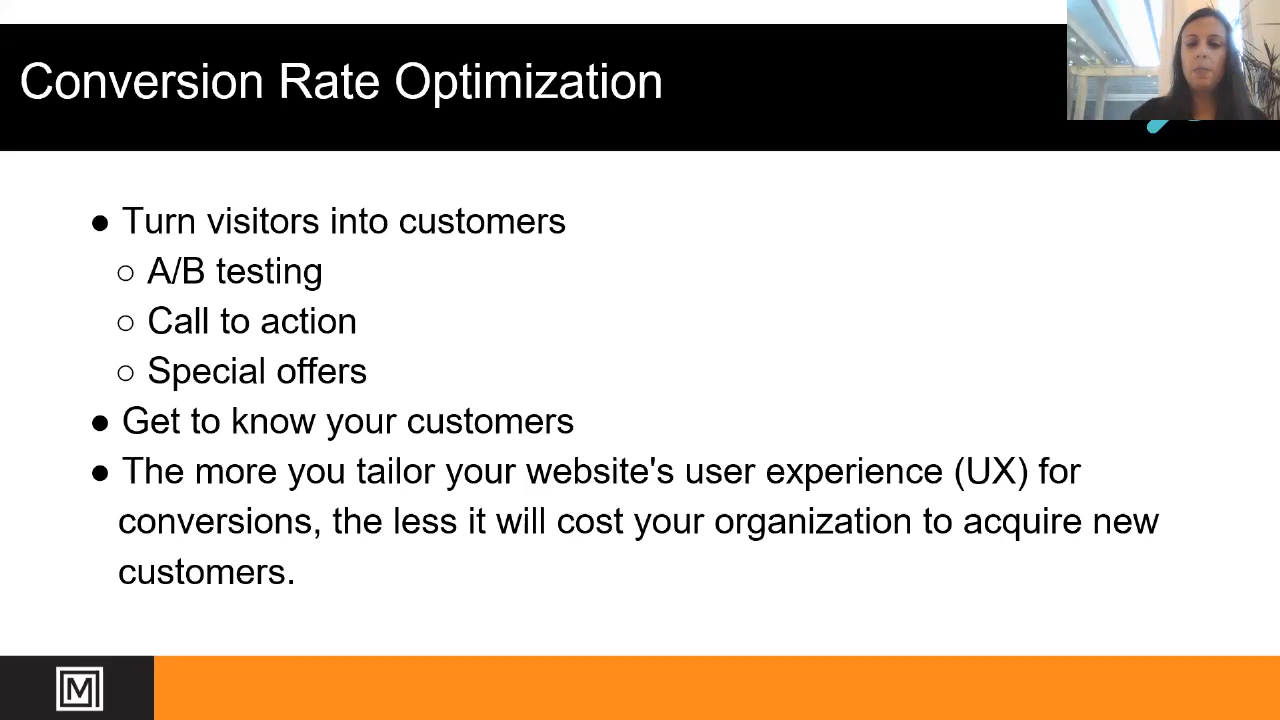 Conversion Rate Optimization
● Turn visitors into customers
○ A/B testing
○ Call to action
○ Special offers
● Get to know your customers
● The more you tailor your website's user experience (UX) for
conversions, the less it will cost your organization to acquire new
customers.
M